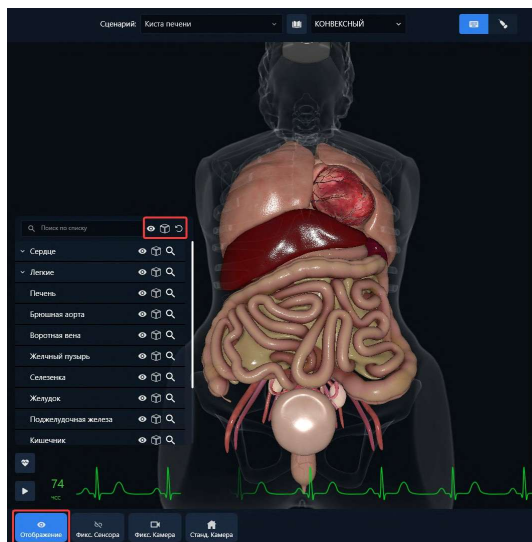 Сценарий: Киста печени КОНВЕКСНЫЙ
Поиск по списку
Сердце
Легкие
Печень
Брюшная аорта
Воротная вена
Желчный пузырь
Селезенка
Желудок
Поджелудочная железа
Кишечник
74
ЧСС
Отображение Фикс. Сенсора Фикс. Камера Станд. Камера